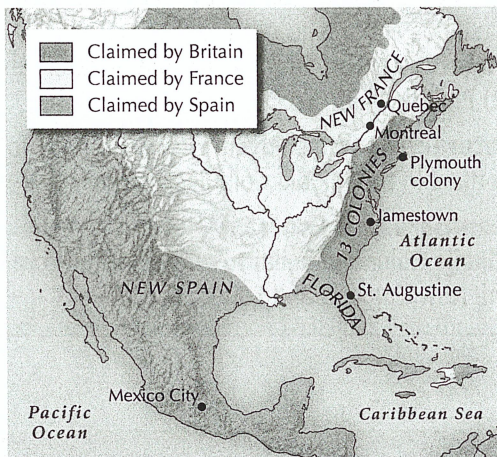 Claimed by Britain
Claimed by France
Claimed by Spain
NEW FRANCE
Quebec
Montreal
Plymouth
colony
13 COLONIES
Jamestown
Atlantic
Ocean
NEW SPAIN
FLORIDA
St. Augustine
Mexico City
Pacific
Ocean
Caribbean Sea